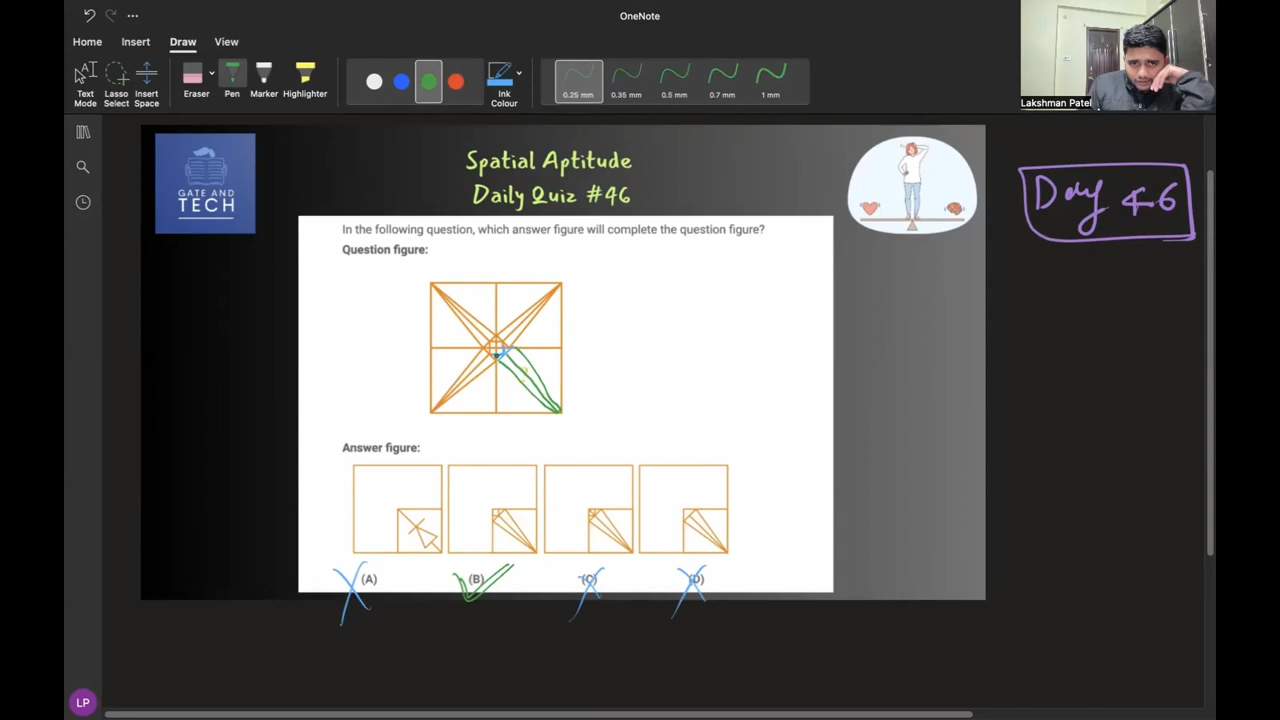 OneNote
Home Insert Draw View
Text Mode
Lasso Select
Insert Space
Eraser
Pen
Marker
Highlighter
Ink Colour
0.25 mm
0.35 mm
0.5 mm
0.7 mm
1 mm
Lakshman Patel
GATE AND
TECH
Spatial Aptitude
Daily Quiz #46
Day 46
In the following question, which answer figure will complete the question figure?
Question figure:
?
Answer figure:
(A) (B) (C) (D)
LP